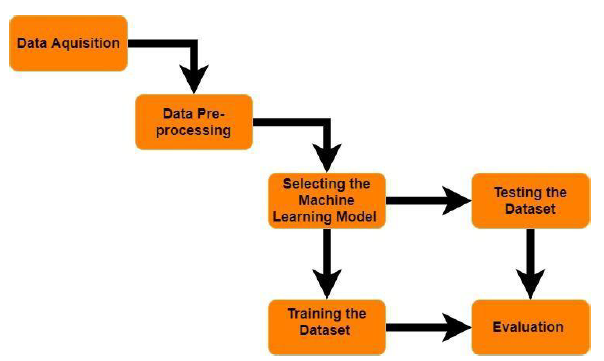 Data Aquisition
Data Pre-
processing
Selecting the
Machine
Learning Model
Testing the
Dataset
Training the
Dataset
Evaluation